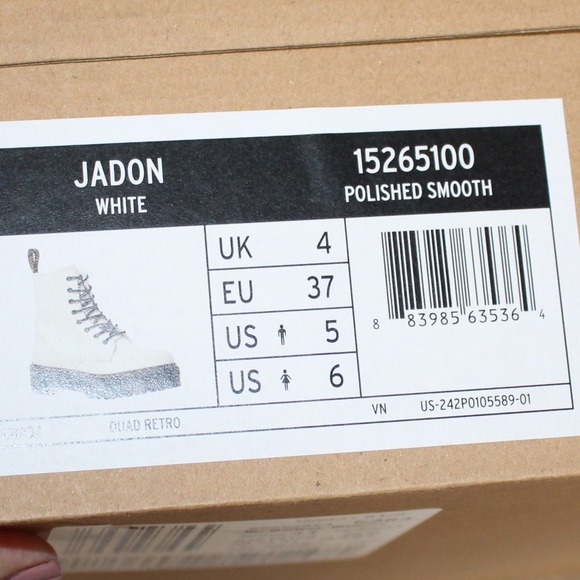 JADON
WHITE
15265100
POLISHED SMOOTH
UK 4
EU 37
US 5
US 6
8 83985 63536 4
QUAD RETRO
VN US-242P0105589-01